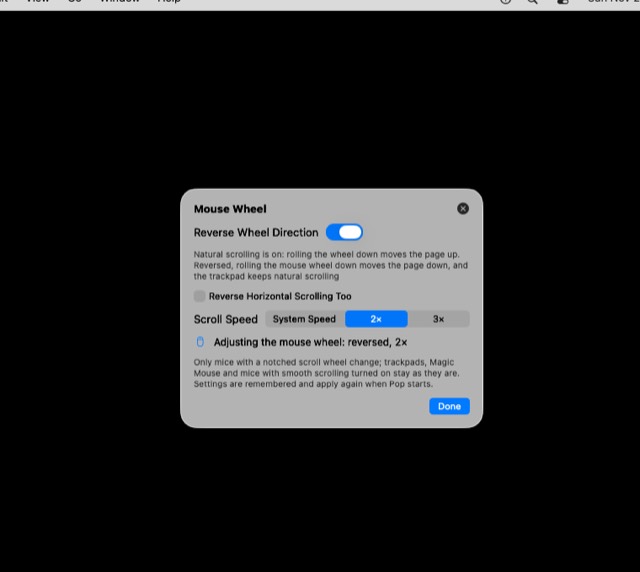 View Go Window Help
Mouse Wheel
Reverse Wheel Direction
Natural scrolling is on: rolling the wheel down moves the page up.
Reversed, rolling the mouse wheel down moves the page down, and
the trackpad keeps natural scrolling
Reverse Horizontal Scrolling Too
Scroll Speed System Speed 2× 3×
Adjusting the mouse wheel: reversed, 2×
Only mice with a notched scroll wheel change; trackpads, Magic
Mouse and mice with smooth scrolling turned on stay as they are.
Settings are remembered and apply again when Pop starts.
Done